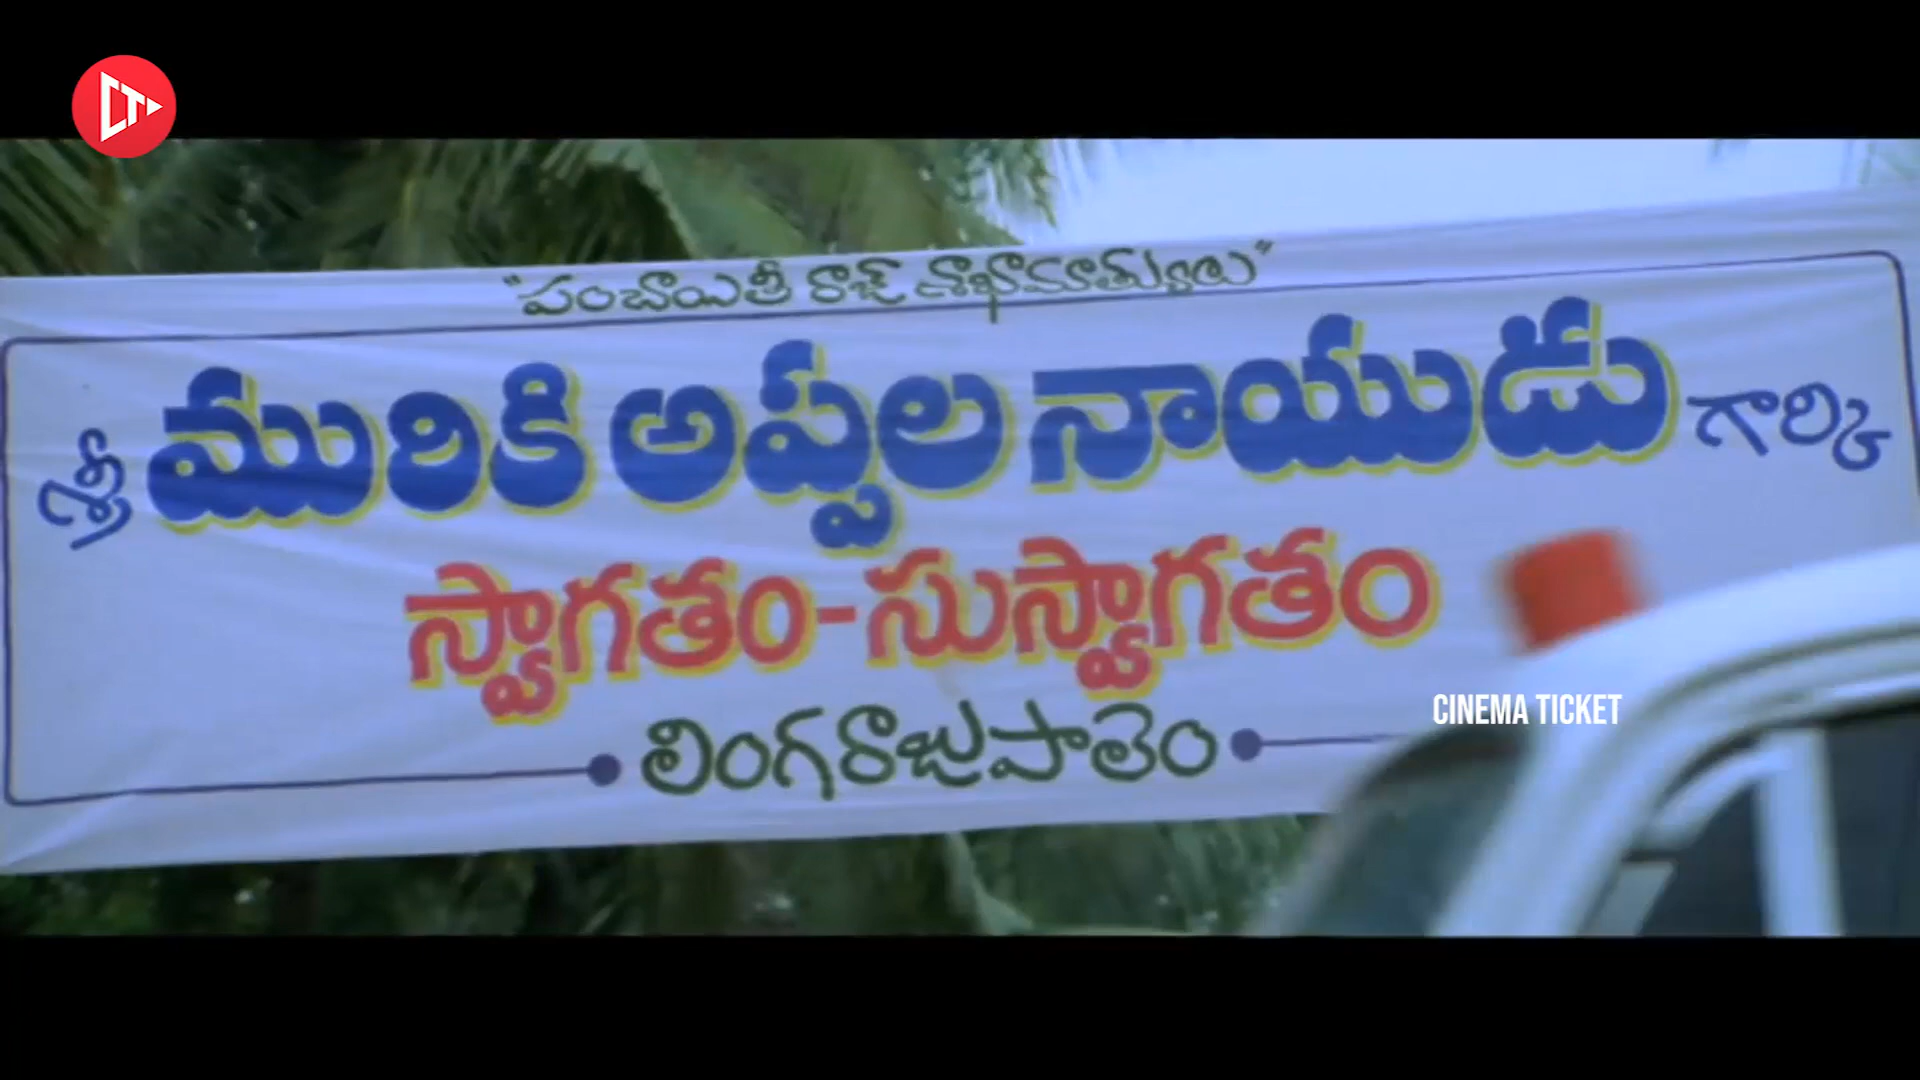 "పంచాయితీ రాజ్ శాఖామాత్యులు"
శ్రీ మురికి అప్పల నాయుడు గార్కి
స్వాగతం-సుస్వాగతం
లింగరాజుపాలెం
CINEMA TICKET